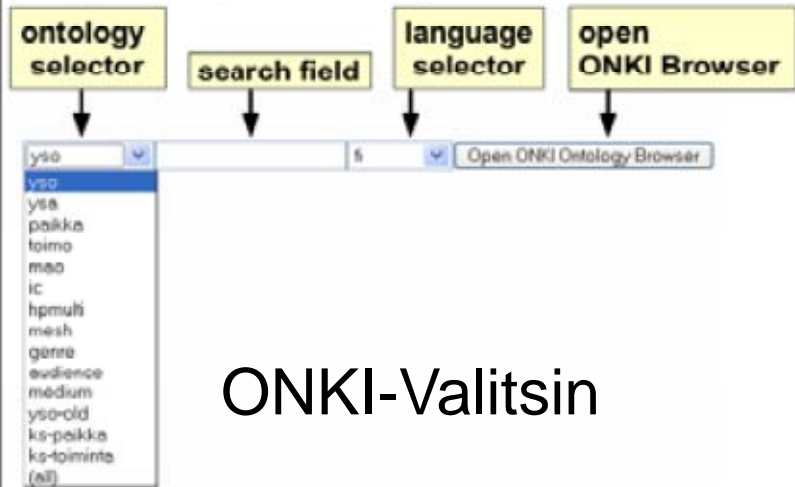 ontology selector
search field
language selector
open ONKI Browser
yso fi Open ONKI Ontology Browser
yso
ysa
paikka
toimo
mao
ic
hpmulti
mesh
genre
audience
medium
yso-old
ks-paikka
ks-toiminta
(all)
ONKI-Valitsin